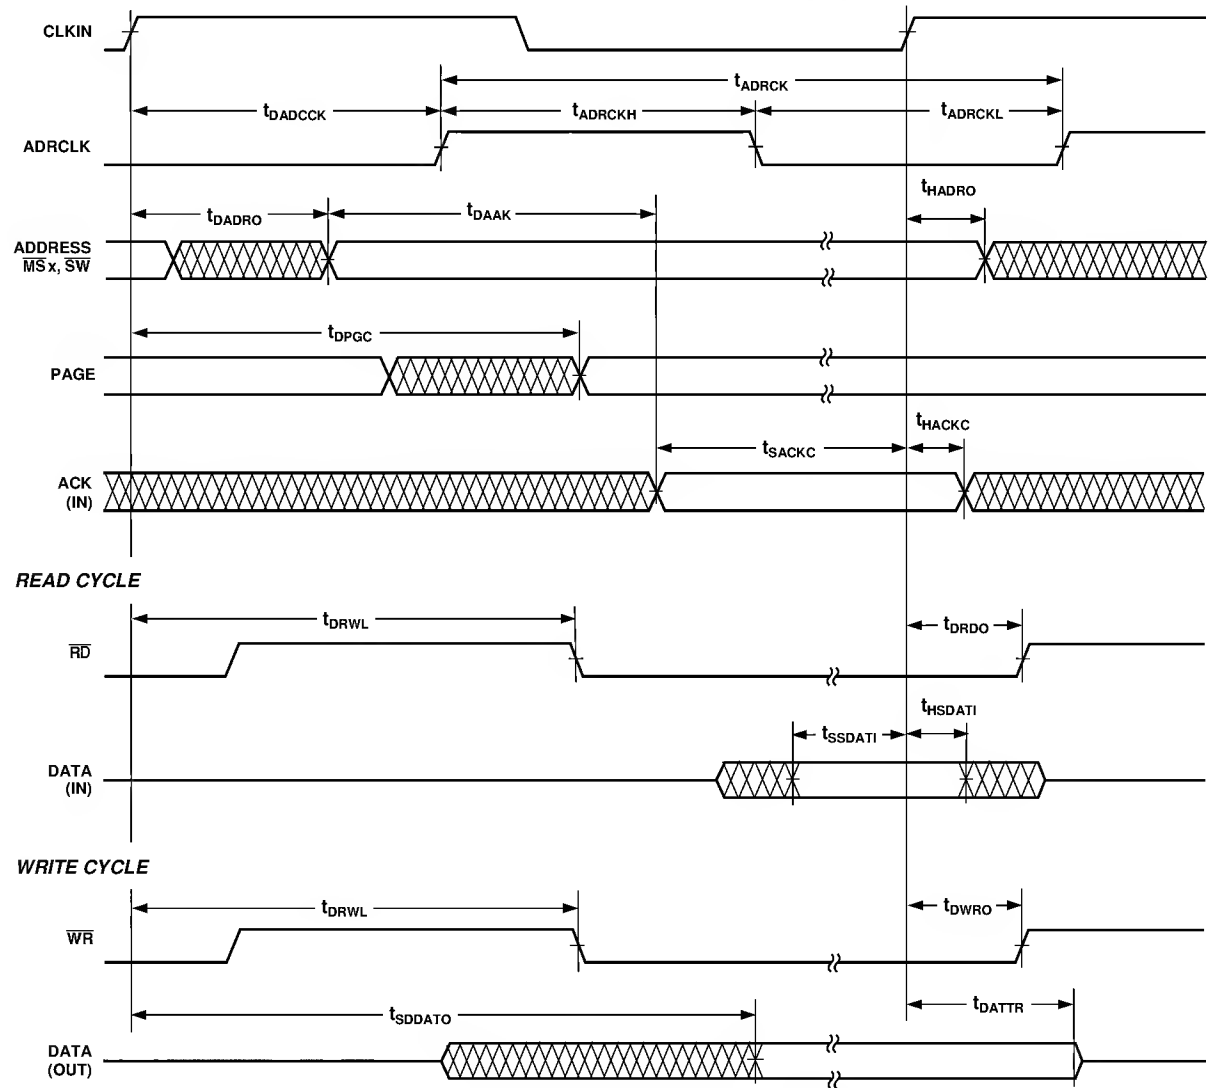 CLKIN
tADRCK
tDADCCK
tADRCKH
tADRCKL
ADRCLK
tHADRO
tDADRO
tDAAK
ADDRESS
MSx, SW
tDPGC
PAGE
tHACKC
tSACKC
ACK
(IN)
READ CYCLE
tDRWL
tDRDO
RD
tHSDATI
tSSDATI
DATA
(IN)
WRITE CYCLE
tDRWL
tDWRO
WR
tDATTR
tSDDATO
DATA
(OUT)